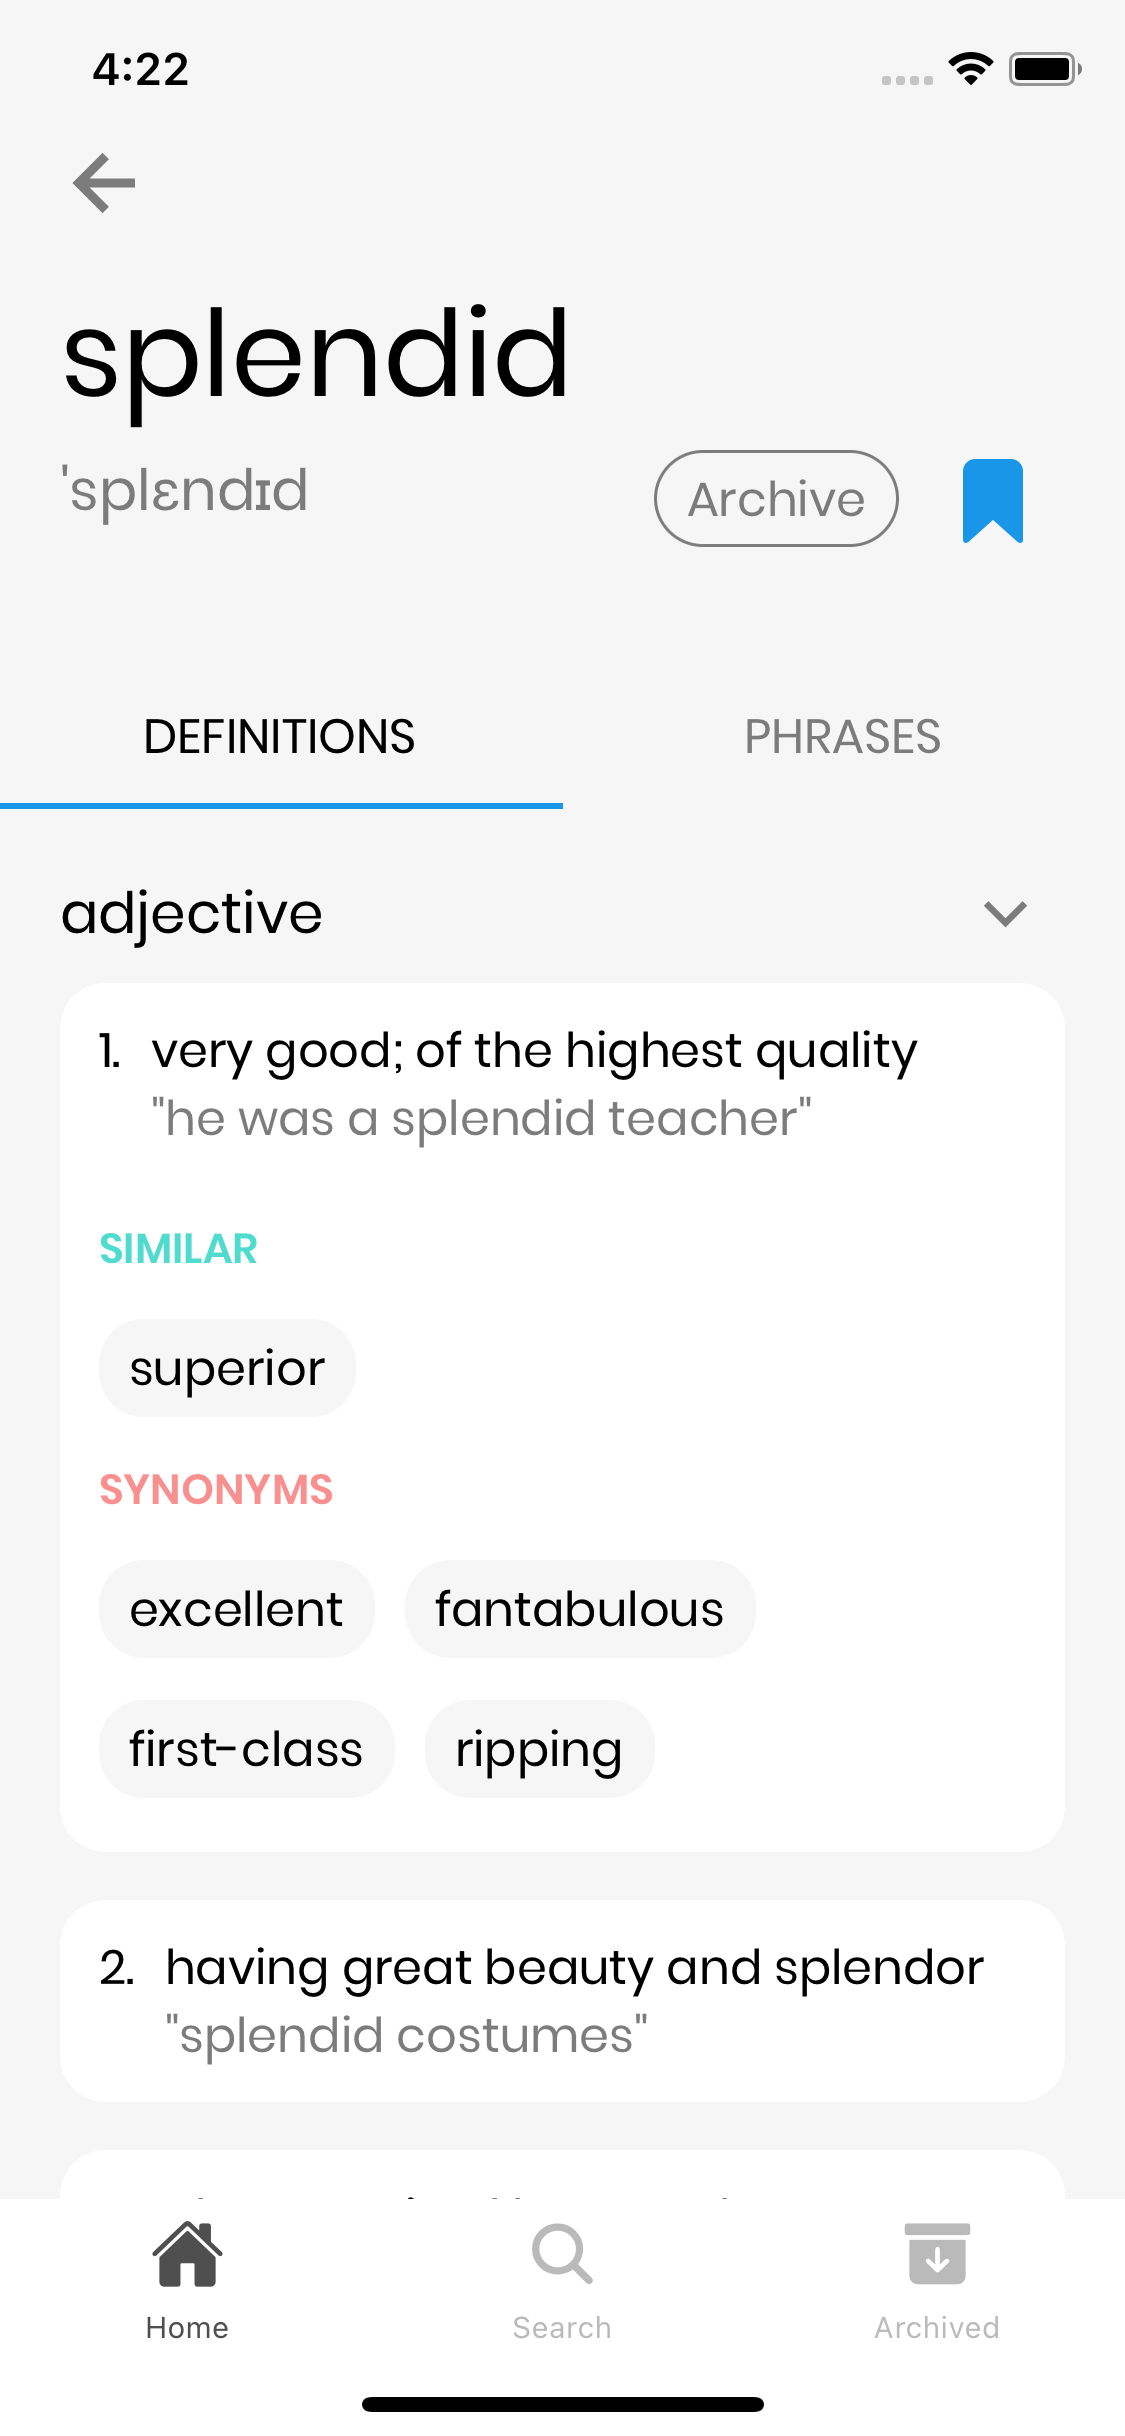 4:22
splendid
ˈsplɛndɪd
Archive
DEFINITIONS
PHRASES
adjective
1. very good; of the highest quality
"he was a splendid teacher"
SIMILAR
superior
SYNONYMS
excellent fantabulous
first-class ripping
2. having great beauty and splendor
"splendid costumes"
Home
Search
Archived